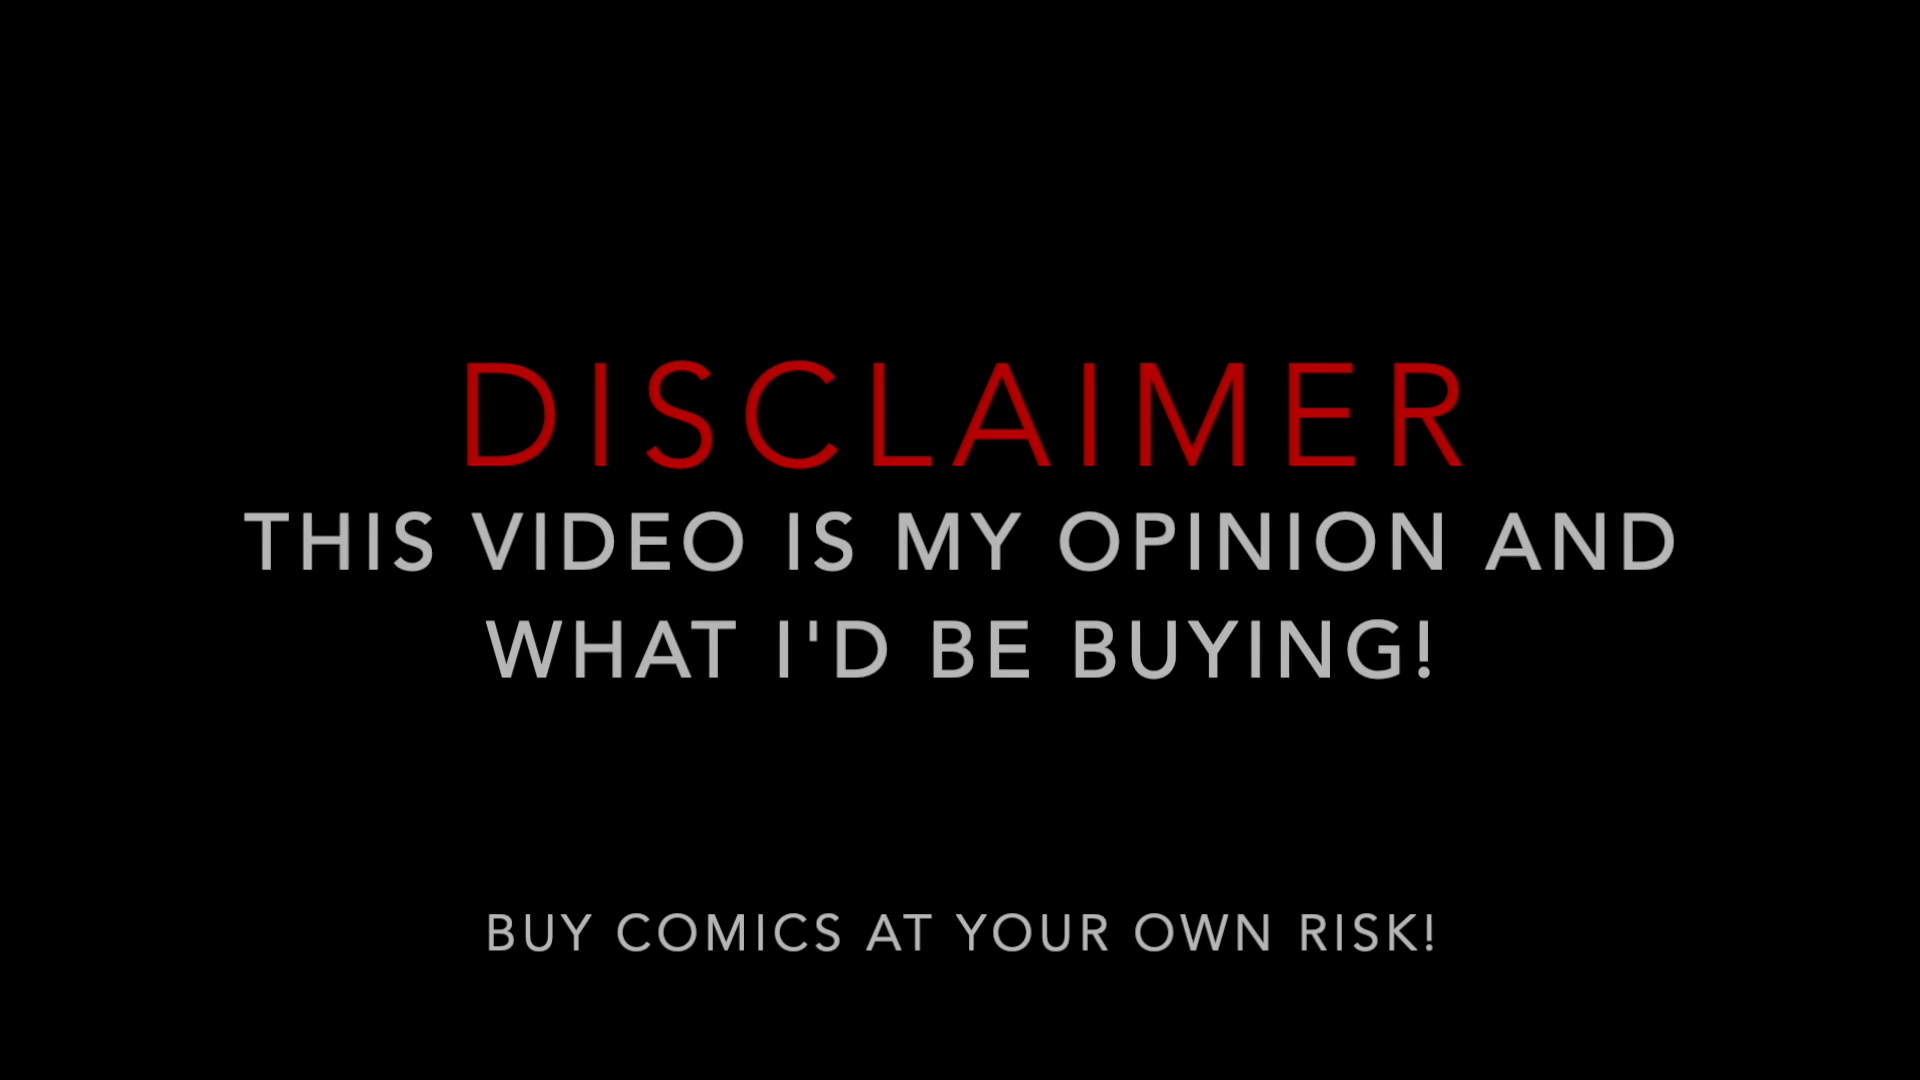 DISCLAIMER
THIS VIDEO IS MY OPINION AND
WHAT I'D BE BUYING!
BUY COMICS AT YOUR OWN RISK!